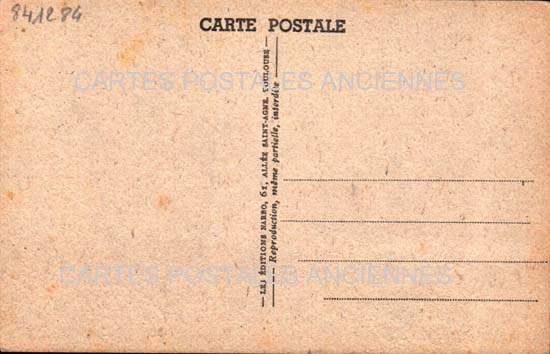 841284
CARTE POSTALE
CARTES POSTALES ANCIENNES
— LES ÉDITIONS NARBO, 61, ALLÉE SAINT-AGNE, TOULOUSE —
Reproduction, même partielle, interdite
CARTES POSTALES ANCIENNES